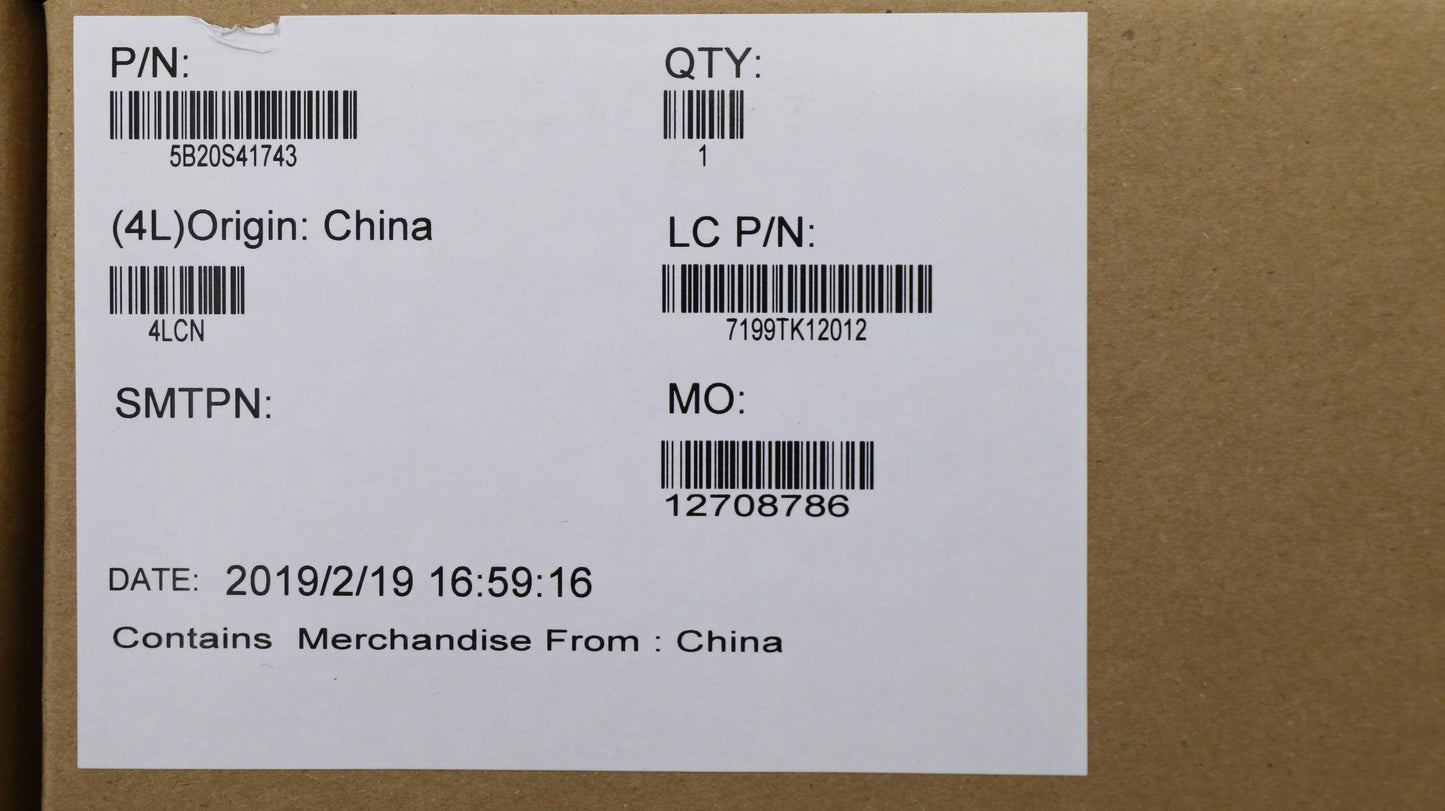 P/N:
5B20S41743
QTY:
1
(4L)Origin: China
4LCN
LC P/N:
7199TK12012
SMTPN:
MO:
12708786
DATE: 2019/2/19 16:59:16
Contains Merchandise From : China